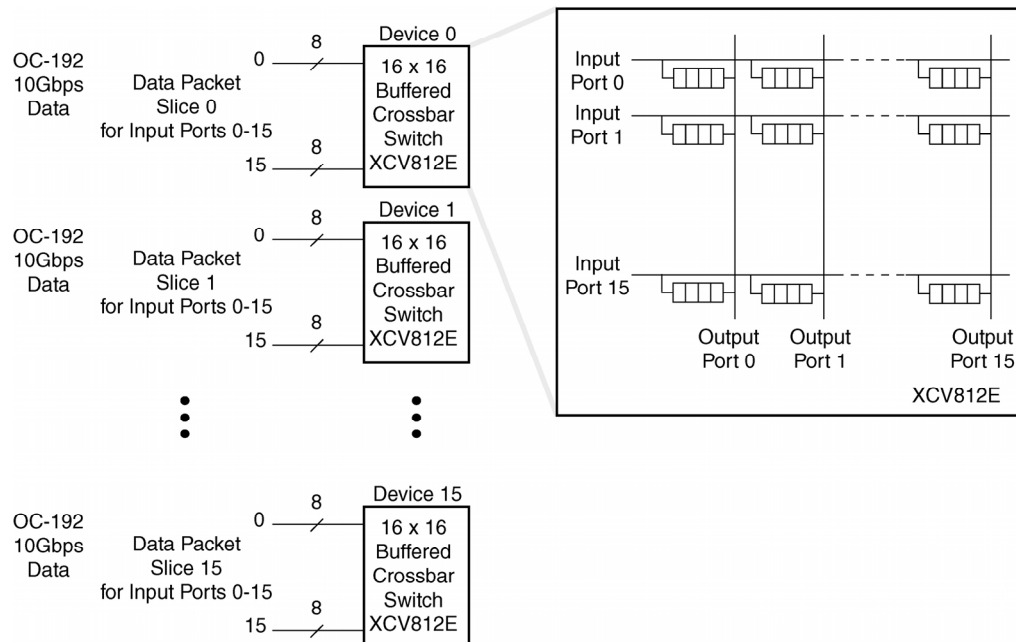 Device 0
OC-192
10Gbps
Data
Data Packet
Slice 0
for Input Ports 0-15
0
8
15
8
16 x 16
Buffered
Crossbar
Switch
XCV812E
Device 1
OC-192
10Gbps
Data
Data Packet
Slice 1
for Input Ports 0-15
0
8
15
8
16 x 16
Buffered
Crossbar
Switch
XCV812E
Device 15
OC-192
10Gbps
Data
Data Packet
Slice 15
for Input Ports 0-15
0
8
15
8
16 x 16
Buffered
Crossbar
Switch
XCV812E
Input
Port 0
Input
Port 1
Input
Port 15
Output
Port 0
Output
Port 1
Output
Port 15
XCV812E